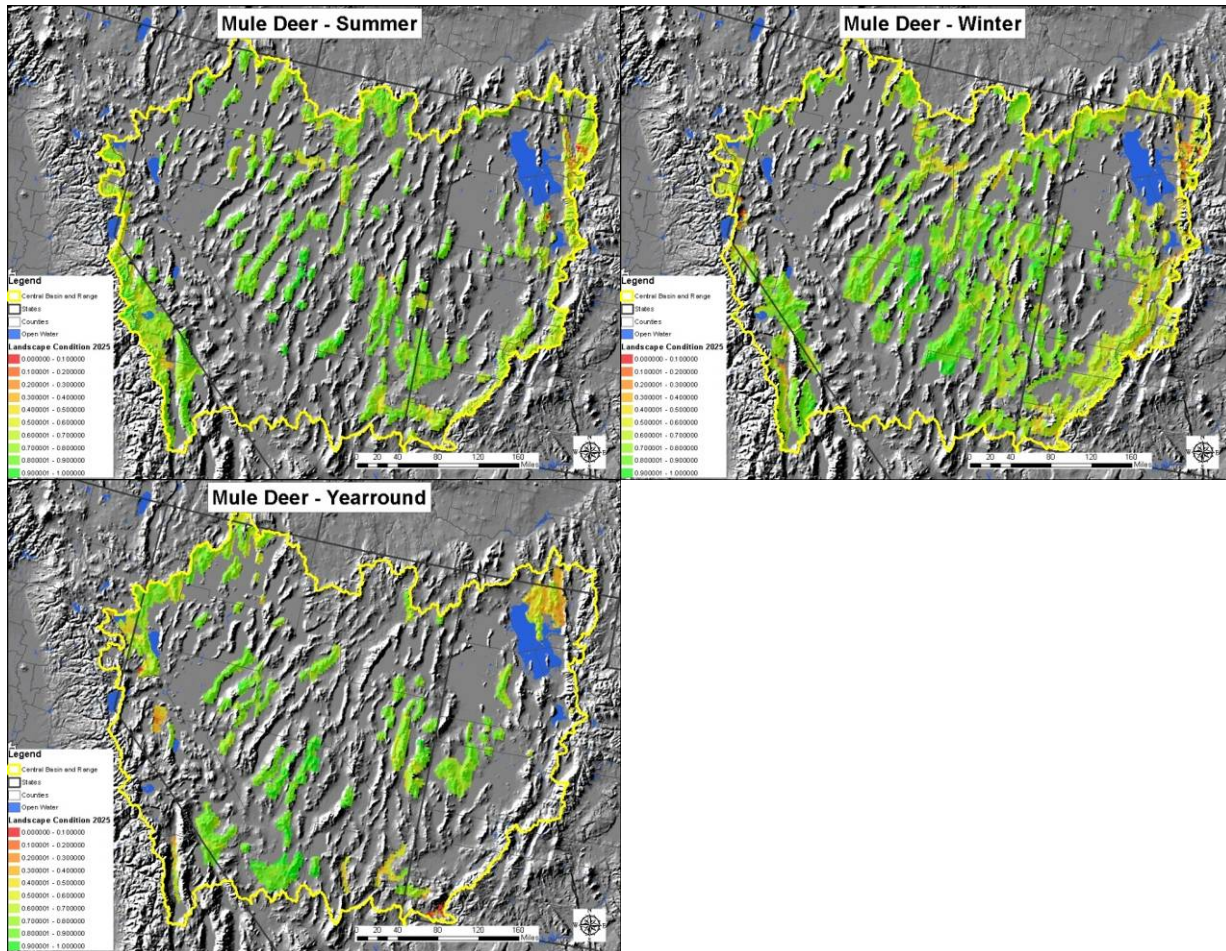 Mule Deer - Summer
Legend
Central Basin and Range
States
Counties
Open Water
Landscape Condition 2025
0.000000 - 0.100000
0.100001 - 0.200000
0.200001 - 0.300000
0.300001 - 0.400000
0.400001 - 0.500000
0.500001 - 0.600000
0.600001 - 0.700000
0.700001 - 0.800000
0.800001 - 0.900000
0.900001 - 1.000000
0 20 40 80 120 160
Miles
Mule Deer - Winter
Legend
Central Basin and Range
States
Counties
Open Water
Landscape Condition 2025
0.000000 - 0.100000
0.100001 - 0.200000
0.200001 - 0.300000
0.300001 - 0.400000
0.400001 - 0.500000
0.500001 - 0.600000
0.600001 - 0.700000
0.700001 - 0.800000
0.800001 - 0.900000
0.900001 - 1.000000
0 20 40 80 120 160
Miles
Mule Deer - Yearround
Legend
Central Basin and Range
States
Counties
Open Water
Landscape Condition 2025
0.000000 - 0.100000
0.100001 - 0.200000
0.200001 - 0.300000
0.300001 - 0.400000
0.400001 - 0.500000
0.500001 - 0.600000
0.600001 - 0.700000
0.700001 - 0.800000
0.800001 - 0.900000
0.900001 - 1.000000
0 20 40 80 120 160
Miles